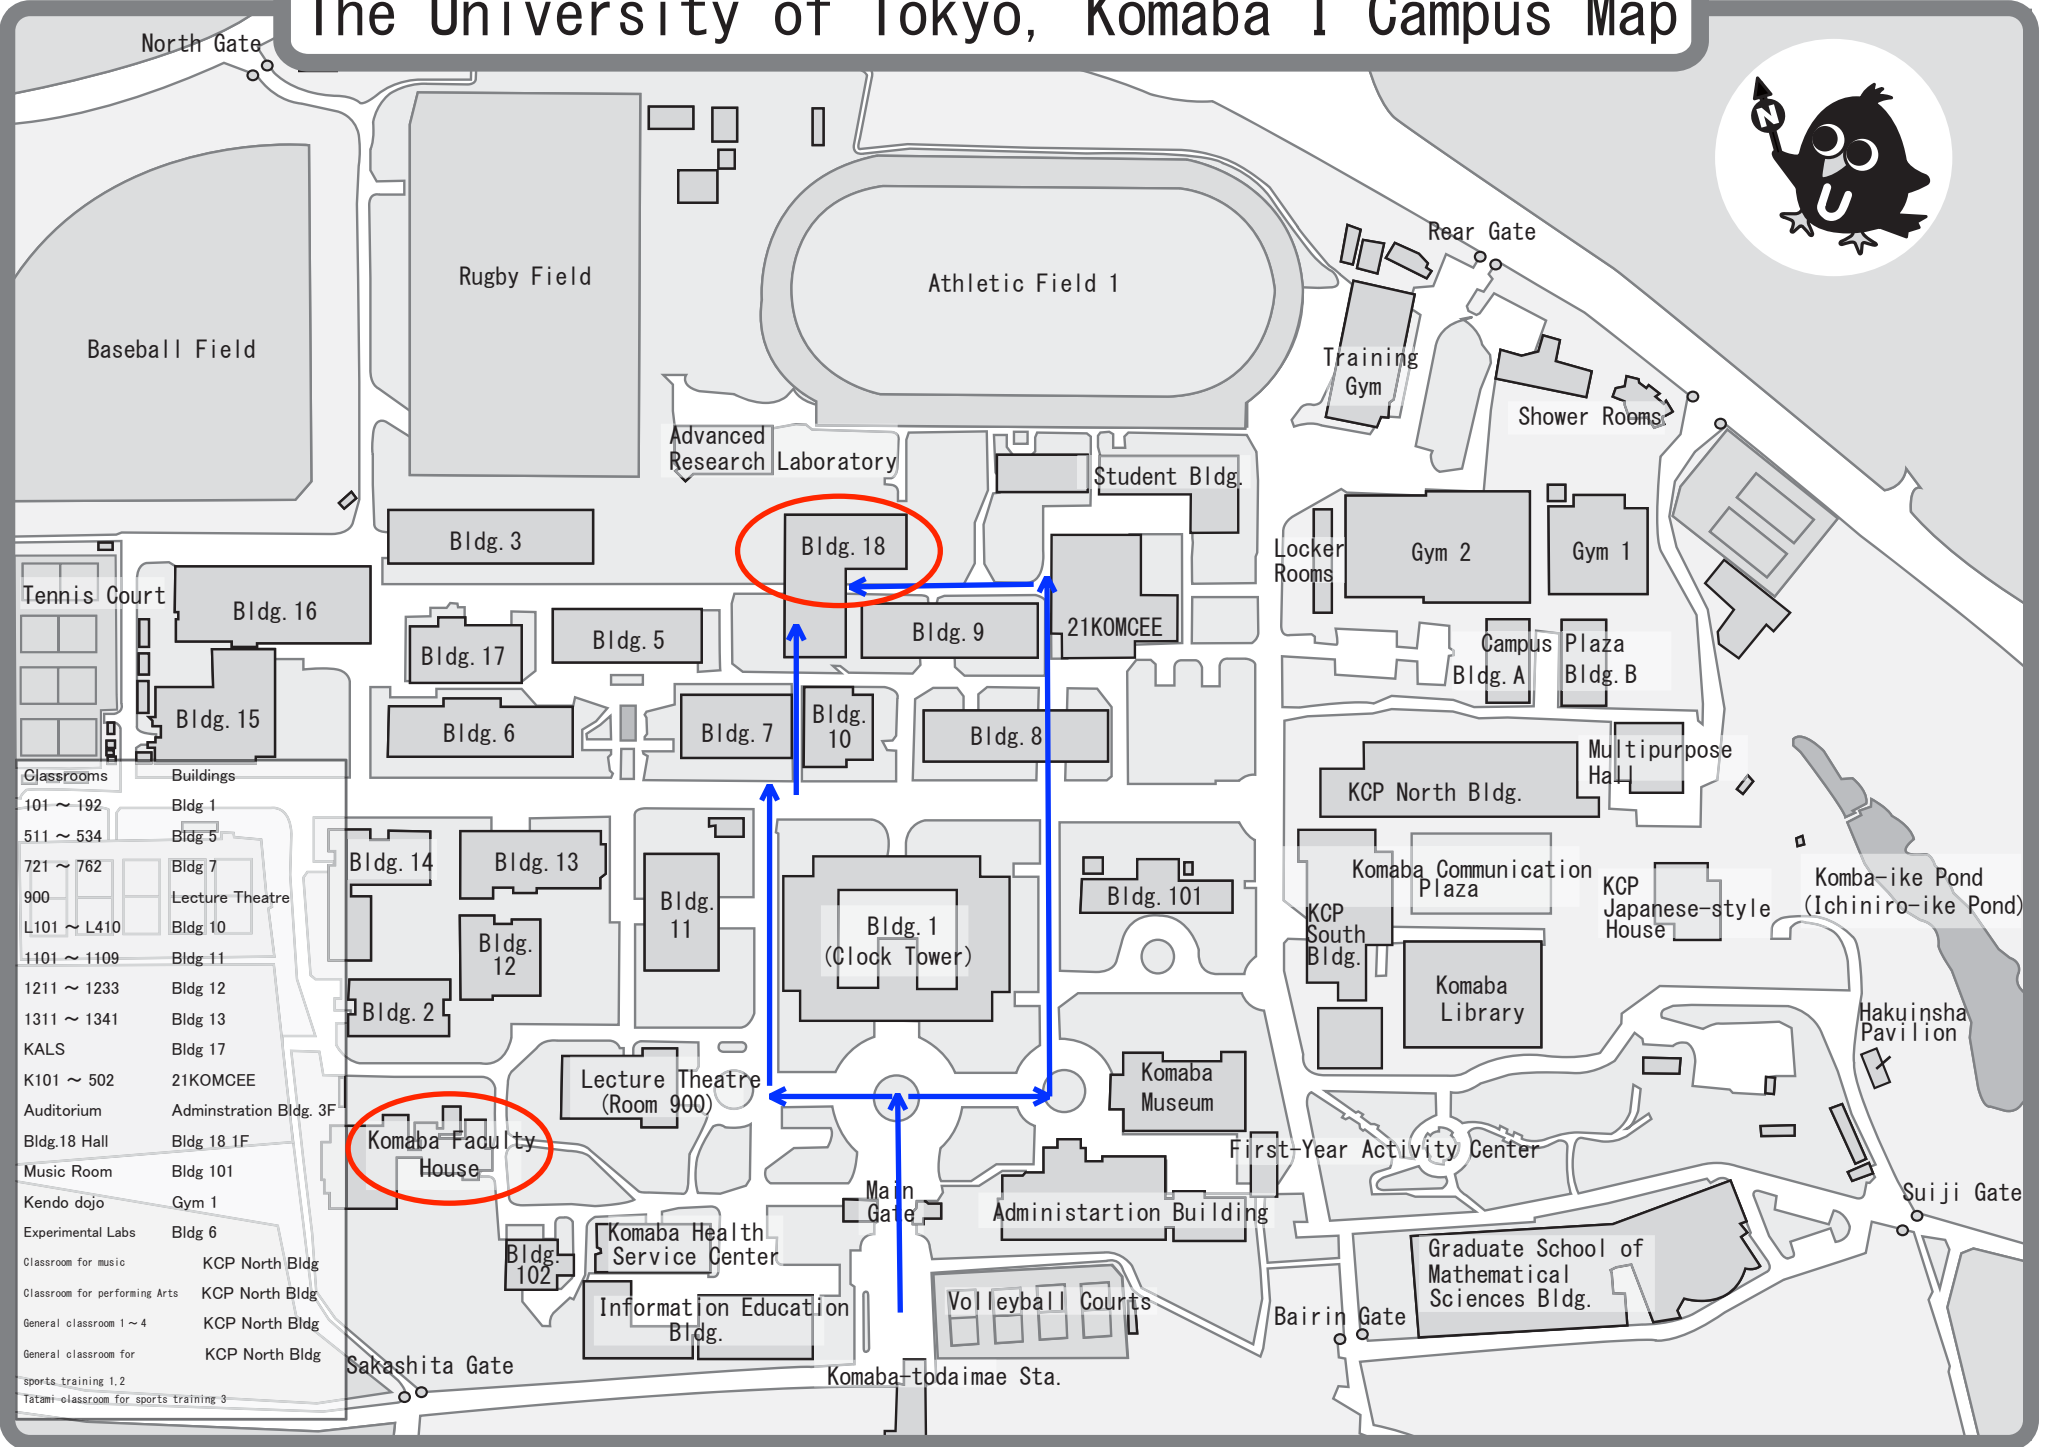 The University of Tokyo, Komaba I Campus Map
North Gate
N
U
Rear Gate
Rugby Field
Athletic Field 1
Baseball Field
Training
Gym
Shower Rooms
Advanced
Research Laboratory
Student Bldg.
Bldg. 3
Bldg. 18
Locker
Rooms
Gym 2
Gym 1
Tennis Court
Bldg. 16
Bldg. 17
Bldg. 5
Bldg. 9
21KOMCEE
Campus Plaza
Bldg. A
Bldg. B
Bldg. 15
Bldg. 6
Bldg. 7
Bldg.
10
Bldg. 8
Multipurpose
Hall
KCP North Bldg.
Bldg. 14
Bldg. 13
Bldg.
11
Bldg. 1
(Clock Tower)
Bldg. 101
Komaba Communication
Plaza
KCP
South
Bldg.
KCP
Japanese-style
House
Komba-ike Pond
(Ichiniro-ike Pond)
Bldg.
12
Bldg. 2
Komaba
Library
Hakuinsha
Pavilion
Lecture Theatre
(Room 900)
Komaba
Museum
Komaba Faculty
House
First-Year Activity Center
Main
Gate
Administartion Building
Suiji Gate
Bldg.
102
Komaba Health
Service Center
Graduate School of
Mathematical
Sciences Bldg.
Information Education
Bldg.
Volleyball Courts
Bairin Gate
Sakashita Gate
Komaba-todaimae Sta.
Classrooms Buildings
101 ～ 192 Bldg 1
511 ～ 534 Bldg 5
721 ～ 762 Bldg 7
900 Lecture Theatre
L101 ～ L410 Bldg 10
1101 ～ 1109 Bldg 11
1211 ～ 1233 Bldg 12
1311 ～ 1341 Bldg 13
KALS Bldg 17
K101 ～ 502 21KOMCEE
Auditorium Adminstration Bldg. 3F
Bldg.18 Hall Bldg 18 1F
Music Room Bldg 101
Kendo dojo Gym 1
Experimental Labs Bldg 6
Classroom for music KCP North Bldg
Classroom for performing Arts KCP North Bldg
General classroom 1～4 KCP North Bldg
General classroom for KCP North Bldg
sports training 1,2
Tatami classroom for sports training 3